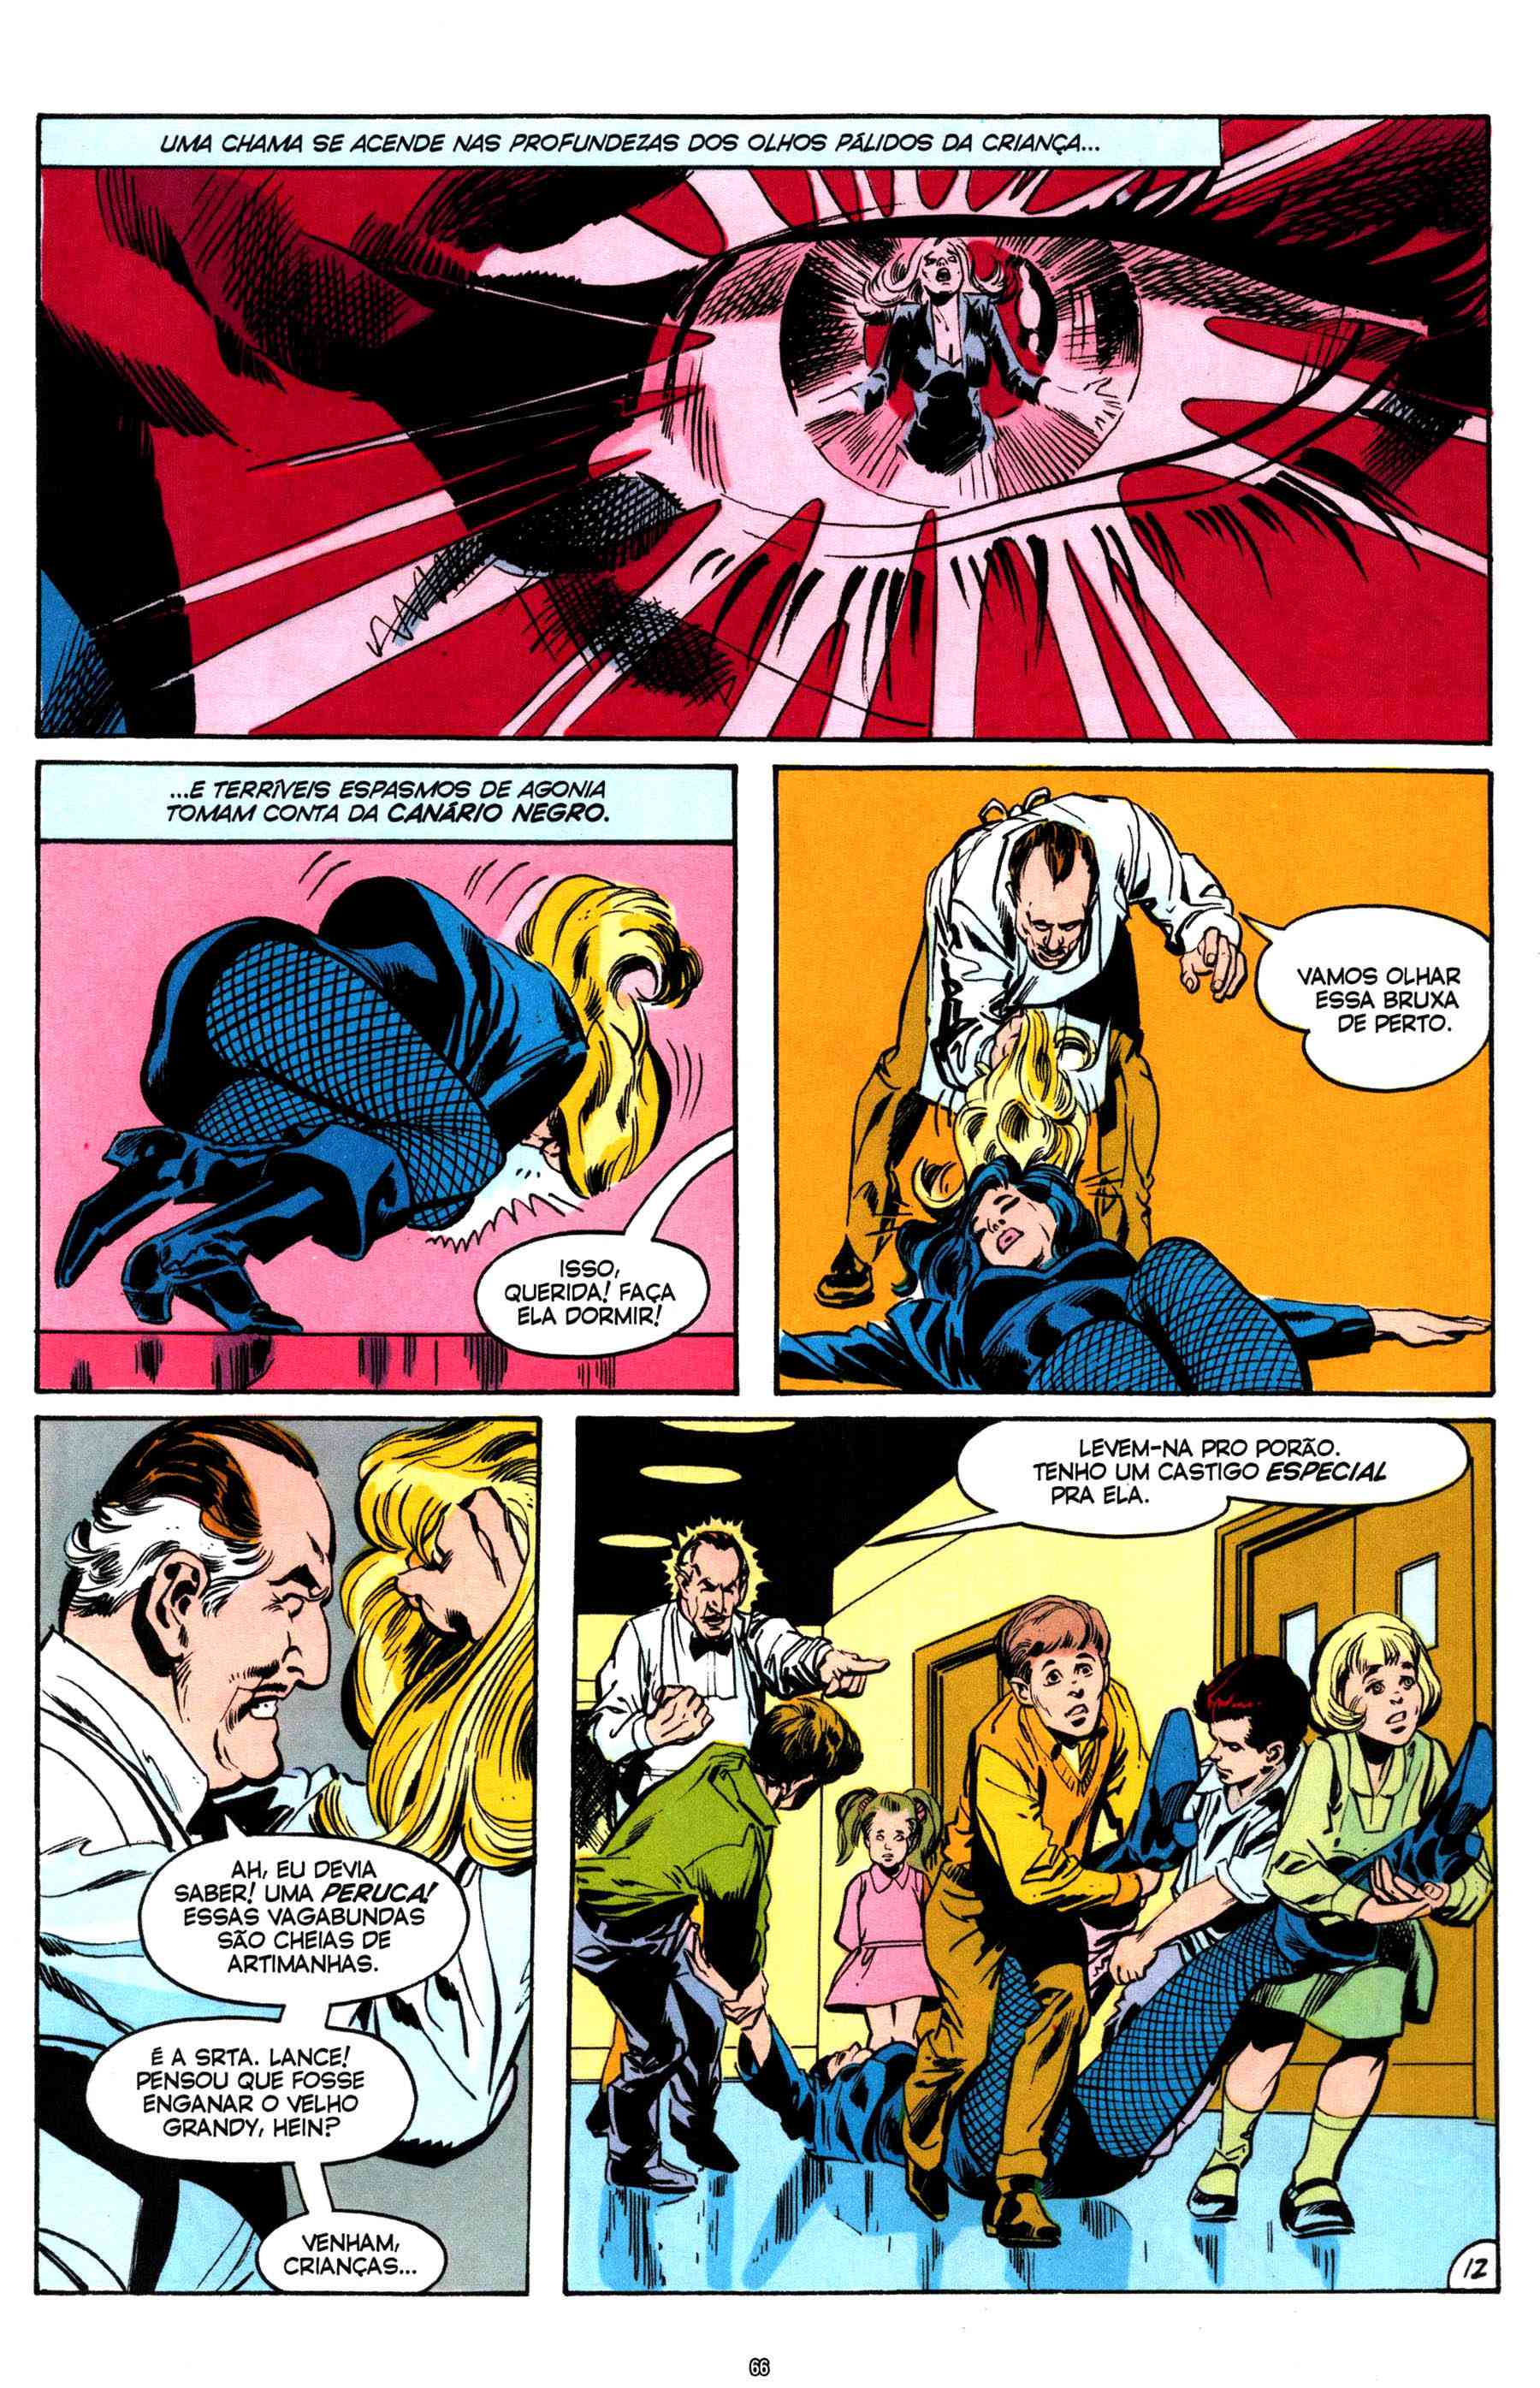 UMA CHAMA SE ACENDE NAS PROFUNDEZAS DOS OLHOS PÁLIDOS DA CRIANÇA...
...E TERRÍVEIS ESPASMOS DE AGONIA
TOMAM CONTA DA CANÁRIO NEGRO.
ISSO,
QUERIDA! FAÇA
ELA DORMIR!
VAMOS OLHAR
ESSA BRUXA
DE PERTO.
AH, EU DEVIA
SABER! UMA PERUCA!
ESSAS VAGABUNDAS
SÃO CHEIAS DE
ARTIMANHAS.
É A SRTA. LANCE!
PENSOU QUE FOSSE
ENGANAR O VELHO
GRANDY, HEIN?
VENHAM,
CRIANÇAS...
LEVEM-NA PRO PORÃO.
TENHO UM CASTIGO ESPECIAL
PRA ELA.
12
66